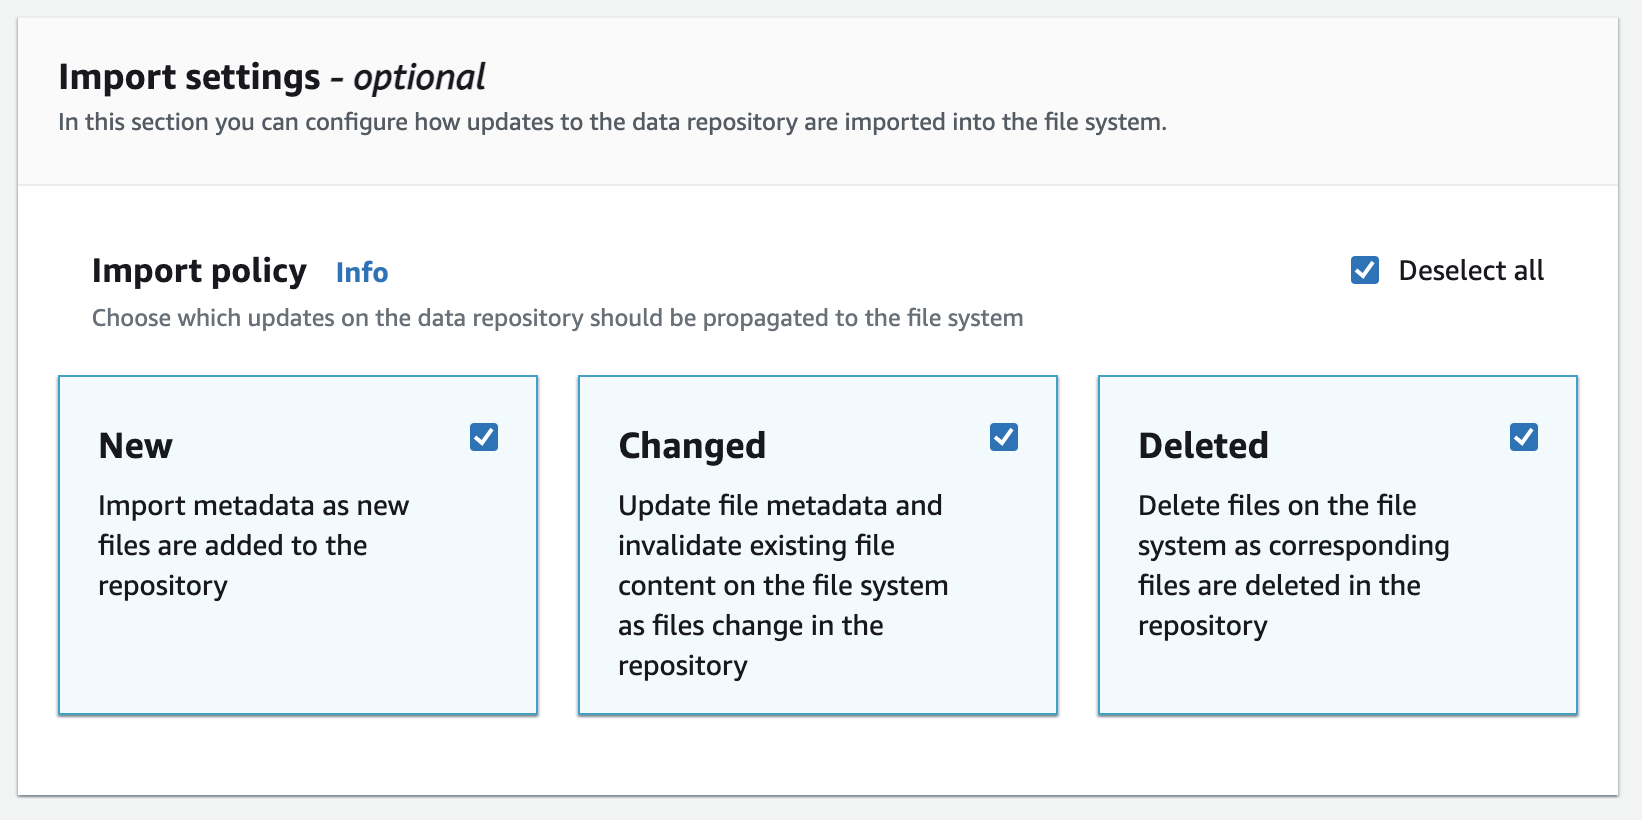 Import settings - optional
In this section you can configure how updates to the data repository are imported into the file system.
Import policy Info
Deselect all
Choose which updates on the data repository should be propagated to the file system
New
Import metadata as new
files are added to the
repository
Changed
Update file metadata and
invalidate existing file
content on the file system
as files change in the
repository
Deleted
Delete files on the file
system as corresponding
files are deleted in the
repository